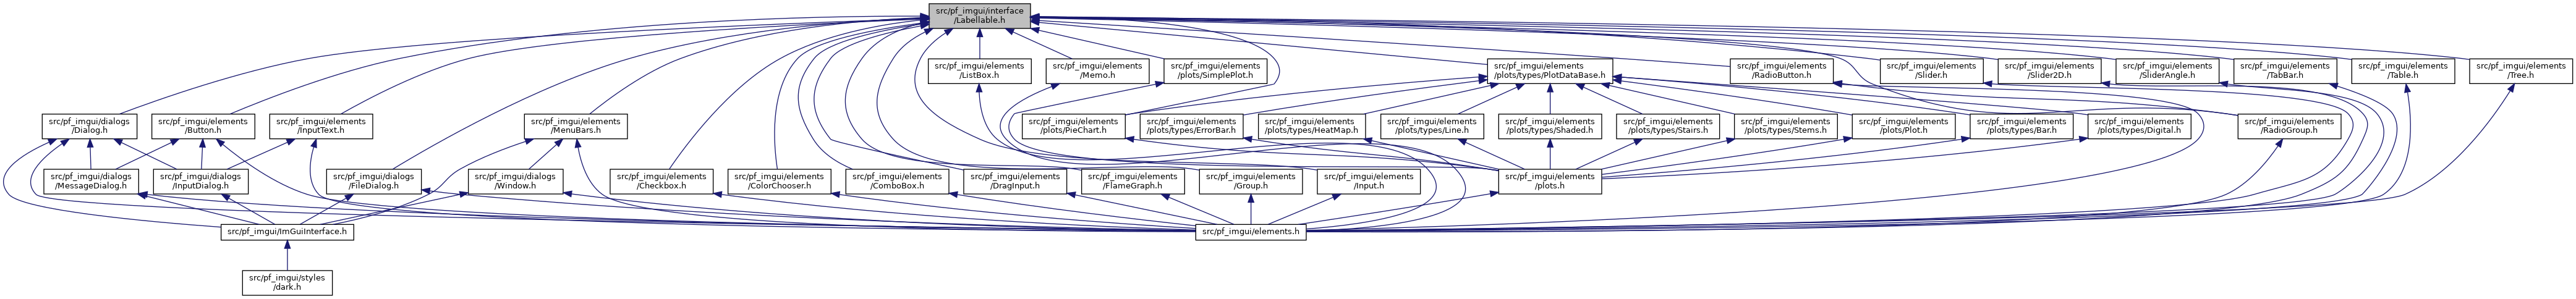 src/pf_imgui/interface
/Labellable.h
src/pf_imgui/elements
/ListBox.h
src/pf_imgui/elements
/Memo.h
src/pf_imgui/elements
plots/SimplePlot.h
src/pf_imgui/elements
plots/types/PlotDataBase.h
src/pf_imgui/elements
/RadioButton.h
src/pf_imgui/elements
/Slider.h
src/pf_imgui/elements
/Slider2D.h
src/pf_imgui/elements
/SliderAngle.h
src/pf_imgui/elements
/TabBar.h
src/pf_imgui/elements
/Table.h
src/pf_imgui/elements
/Tree.h
src/pf_imgui/dialogs
/Dialog.h
src/pf_imgui/elements
/Button.h
src/pf_imgui/elements
/InputText.h
src/pf_imgui/elements
/MenuBars.h
src/pf_imgui/elements
/plots/PieChart.h
src/pf_imgui/elements
/plots/types/ErrorBar.h
src/pf_imgui/elements
/plots/types/HeatMap.h
src/pf_imgui/elements
/plots/types/Line.h
src/pf_imgui/elements
/plots/types/Shaded.h
src/pf_imgui/elements
/plots/types/Stairs.h
src/pf_imgui/elements
/plots/types/Stems.h
src/pf_imgui/elements
/plots/Plot.h
src/pf_imgui/elements
/plots/types/Bar.h
src/pf_imgui/elements
/plots/types/Digital.h
src/pf_imgui/elements
/RadioGroup.h
src/pf_imgui/dialogs
/MessageDialog.h
src/pf_imgui/dialogs
/InputDialog.h
src/pf_imgui/dialogs
/FileDialog.h
src/pf_imgui/dialogs
/Window.h
src/pf_imgui/elements
/Checkbox.h
src/pf_imgui/elements
/ColorChooser.h
src/pf_imgui/elements
/ComboBox.h
src/pf_imgui/elements
/DragInput.h
src/pf_imgui/elements
/FlameGraph.h
src/pf_imgui/elements
/Group.h
src/pf_imgui/elements
/Input.h
src/pf_imgui/elements
/plots.h
src/pf_imgui/ImGuiInterface.h
src/pf_imgui/elements.h
src/pf_imgui/styles
/dark.h